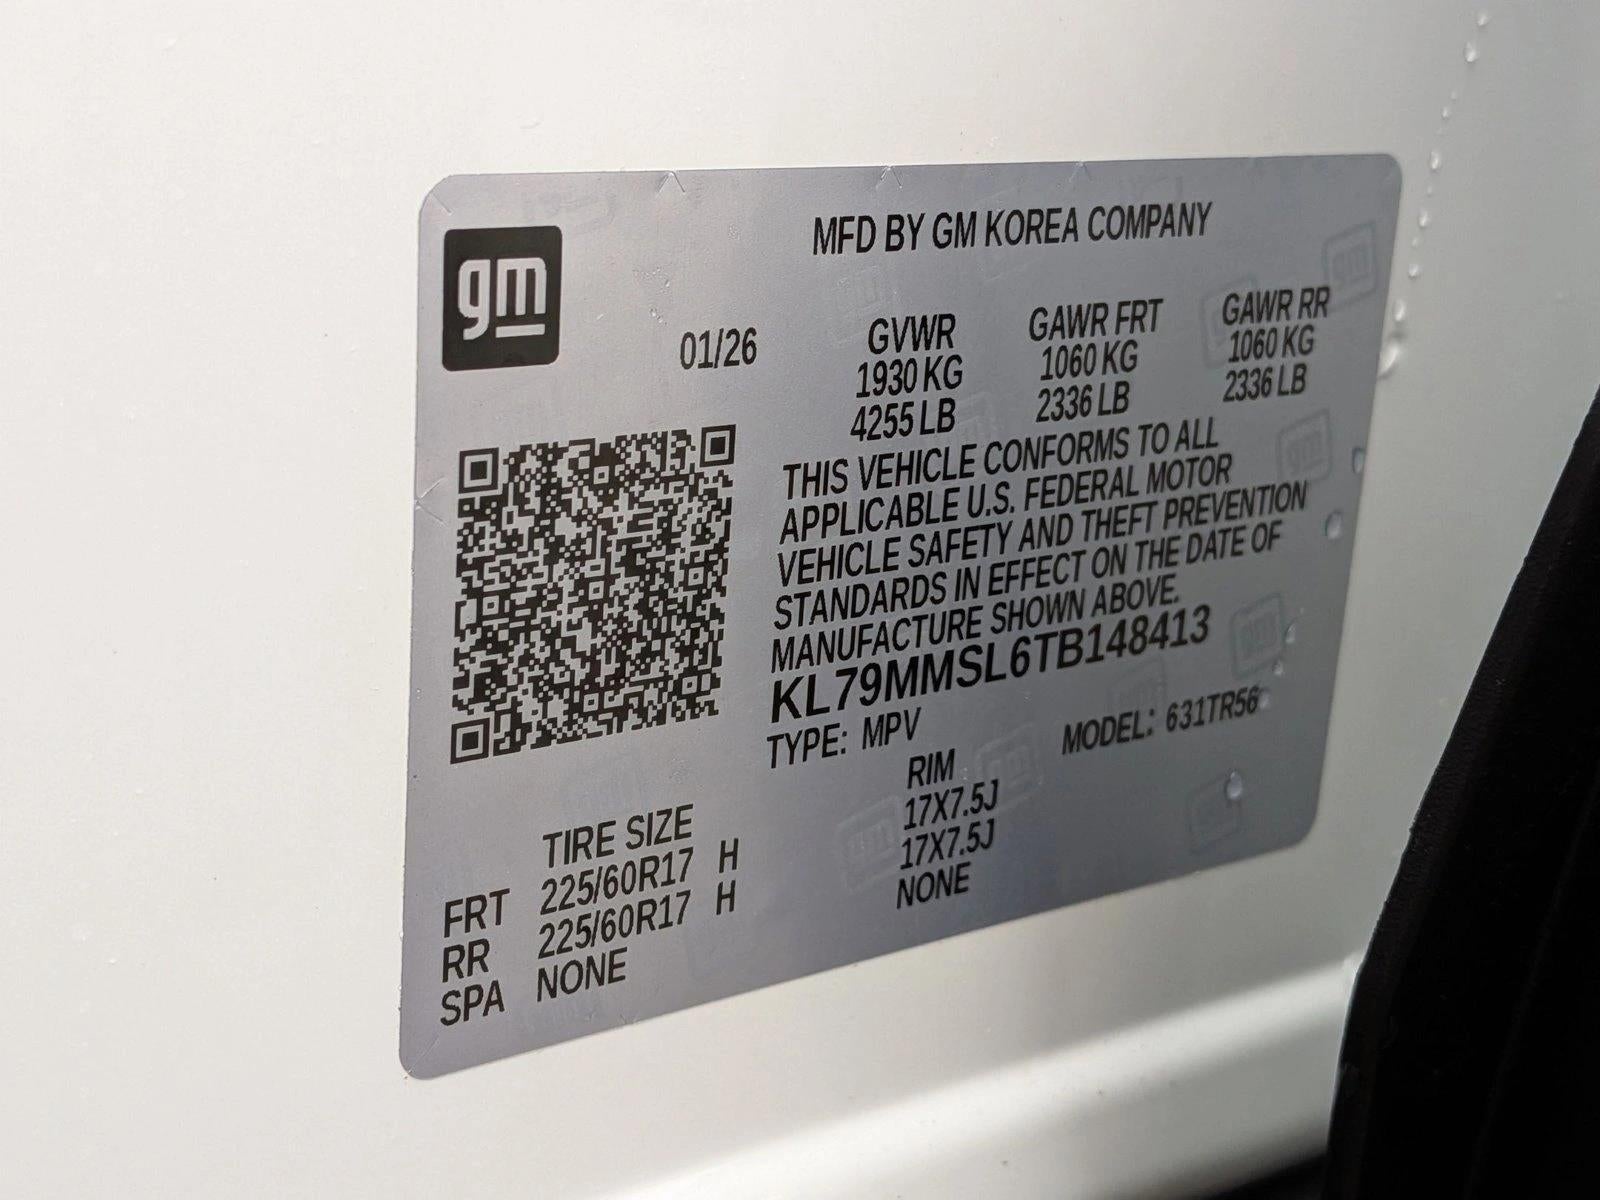 gm
MFD BY GM KOREA COMPANY
01/26
GVWR GAWR FRT GAWR RR
1930 KG 1060 KG 1060 KG
4255 LB 2336 LB 2336 LB
THIS VEHICLE CONFORMS TO ALL
APPLICABLE U.S. FEDERAL MOTOR
VEHICLE SAFETY AND THEFT PREVENTION
STANDARDS IN EFFECT ON THE DATE OF
MANUFACTURE SHOWN ABOVE.
KL79MMSL6TB148413
TYPE: MPV MODEL: 631TR56
TIRE SIZE RIM
FRT 225/60R17 H 17X7.5J
RR 225/60R17 H 17X7.5J
SPA NONE NONE